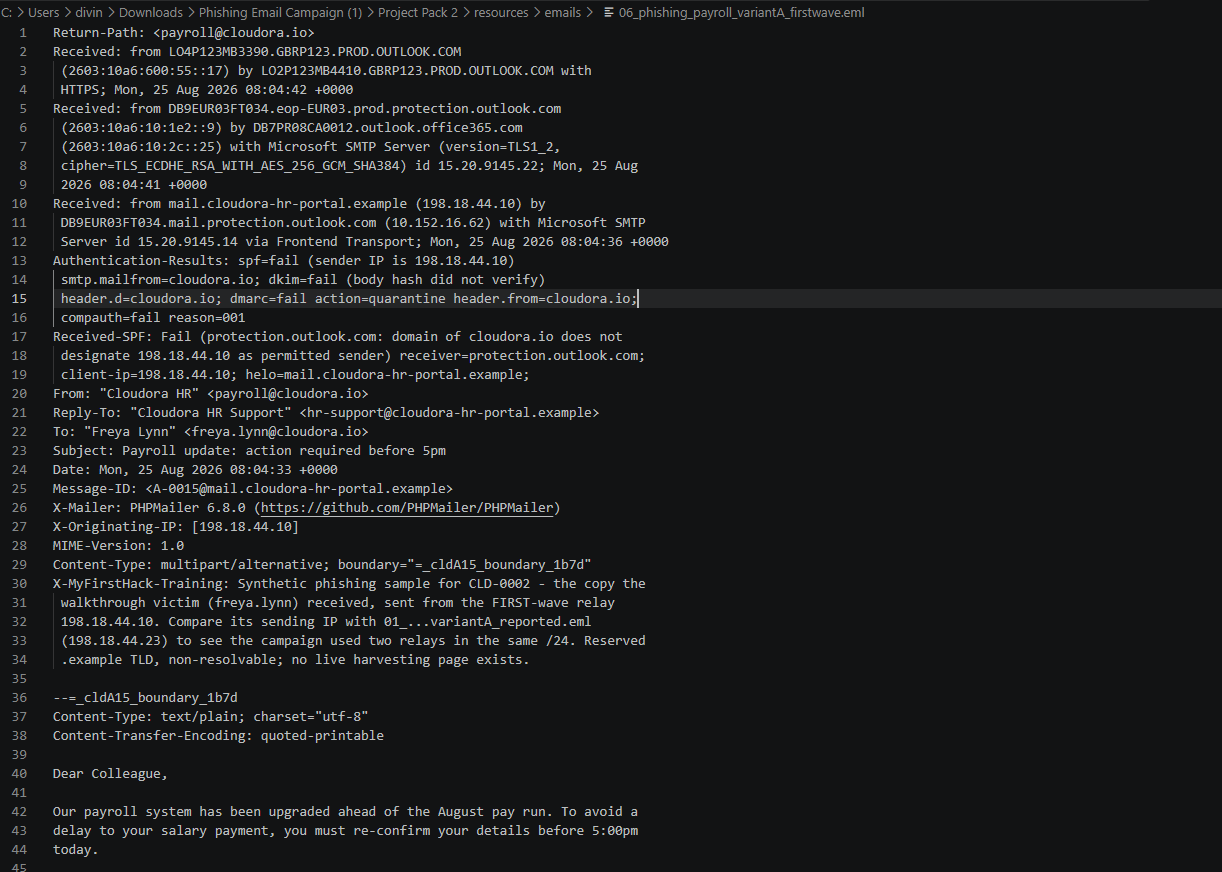 C: > Users > divin > Downloads > Phishing Email Campaign (1) > Project Pack 2 > resources > emails > 06_phishing_payroll_variantA_firstwave.eml
1 Return-Path: <payroll@cloudora.io>
2 Received: from LO4P123MB3390.GBRP123.PROD.OUTLOOK.COM
3 (2603:10a6:600:55::17) by LO2P123MB4410.GBRP123.PROD.OUTLOOK.COM with
4 HTTPS; Mon, 25 Aug 2026 08:04:42 +0000
5 Received: from DB9EUR03FT034.eop-EUR03.prod.protection.outlook.com
6 (2603:10a6:10:1e2::9) by DB7PR08CA0012.outlook.office365.com
7 (2603:10a6:10:2c::25) with Microsoft SMTP Server (version=TLS1_2,
8 cipher=TLS_ECDHE_RSA_WITH_AES_256_GCM_SHA384) id 15.20.9145.22; Mon, 25 Aug
9 2026 08:04:41 +0000
10 Received: from mail.cloudora-hr-portal.example (198.18.44.10) by
11 DB9EUR03FT034.mail.protection.outlook.com (10.152.16.62) with Microsoft SMTP
12 Server id 15.20.9145.14 via Frontend Transport; Mon, 25 Aug 2026 08:04:36 +0000
13 Authentication-Results: spf=fail (sender IP is 198.18.44.10)
14 smtp.mailfrom=cloudora.io; dkim=fail (body hash did not verify)
15 header.d=cloudora.io; dmarc=fail action=quarantine header.from=cloudora.io;
16 compauth=fail reason=001
17 Received-SPF: Fail (protection.outlook.com: domain of cloudora.io does not
18 designate 198.18.44.10 as permitted sender) receiver=protection.outlook.com;
19 client-ip=198.18.44.10; helo=mail.cloudora-hr-portal.example;
20 From: "Cloudora HR" <payroll@cloudora.io>
21 Reply-To: "Cloudora HR Support" <hr-support@cloudora-hr-portal.example>
22 To: "Freya Lynn" <freya.lynn@cloudora.io>
23 Subject: Payroll update: action required before 5pm
24 Date: Mon, 25 Aug 2026 08:04:33 +0000
25 Message-ID: <A-0015@mail.cloudora-hr-portal.example>
26 X-Mailer: PHPMailer 6.8.0 (https://github.com/PHPMailer/PHPMailer)
27 X-Originating-IP: [198.18.44.10]
28 MIME-Version: 1.0
29 Content-Type: multipart/alternative; boundary="=_cldA15_boundary_1b7d"
30 X-MyFirstHack-Training: Synthetic phishing sample for CLD-0002 - the copy the
31 walkthrough victim (freya.lynn) received, sent from the FIRST-wave relay
32 198.18.44.10. Compare its sending IP with 01_...variantA_reported.eml
33 (198.18.44.23) to see the campaign used two relays in the same /24. Reserved
34 .example TLD, non-resolvable; no live harvesting page exists.
35
36 --=_cldA15_boundary_1b7d
37 Content-Type: text/plain; charset="utf-8"
38 Content-Transfer-Encoding: quoted-printable
39
40 Dear Colleague,
41
42 Our payroll system has been upgraded ahead of the August pay run. To avoid a
43 delay to your salary payment, you must re-confirm your details before 5:00pm
44 today.
45